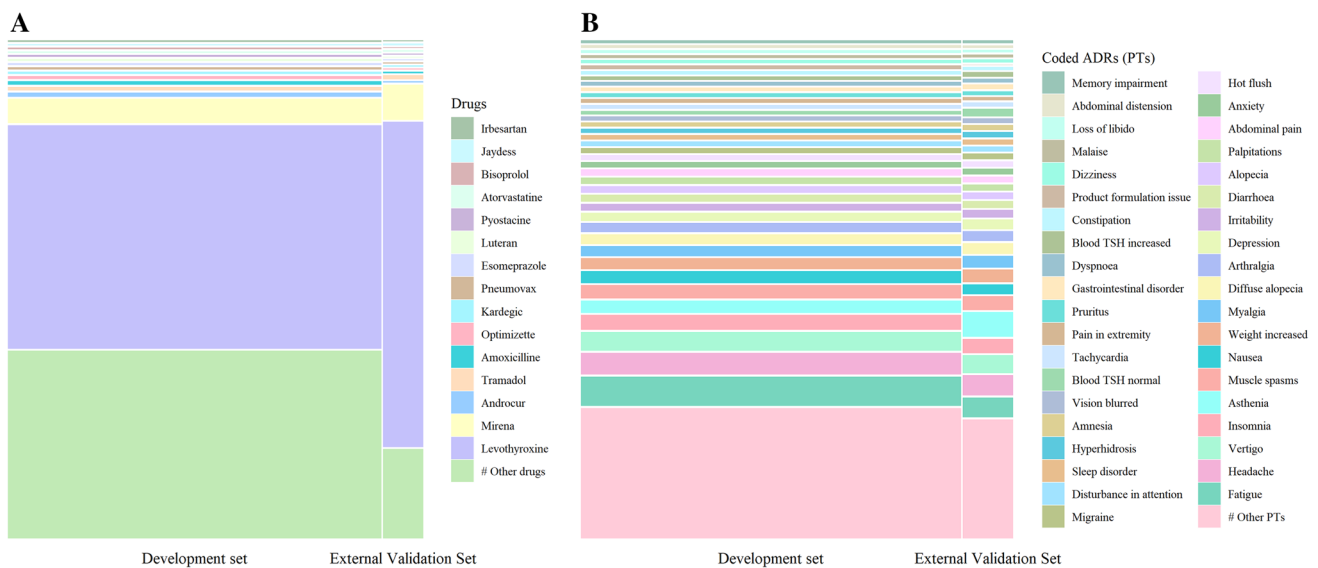 A
Drugs
Irbesartan
Jaydess
Bisoprolol
Atorvastatine
Pyostacine
Luteran
Esomeprazole
Pneumovax
Kardegic
Optimizette
Amoxicilline
Tramadol
Androcur
Mirena
Levothyroxine
# Other drugs
Development set
External Validation Set
B
Coded ADRs (PTs)
Memory impairment
Abdominal distension
Loss of libido
Malaise
Dizziness
Product formulation issue
Constipation
Blood TSH increased
Dyspnoea
Gastrointestinal disorder
Pruritus
Pain in extremity
Tachycardia
Blood TSH normal
Vision blurred
Amnesia
Hyperhidrosis
Sleep disorder
Disturbance in attention
Migraine
Hot flush
Anxiety
Abdominal pain
Palpitations
Alopecia
Diarrhoea
Irritability
Depression
Arthralgia
Diffuse alopecia
Myalgia
Weight increased
Nausea
Muscle spasms
Asthenia
Insomnia
Vertigo
Headache
Fatigue
# Other PTs
Development set
External Validation Set